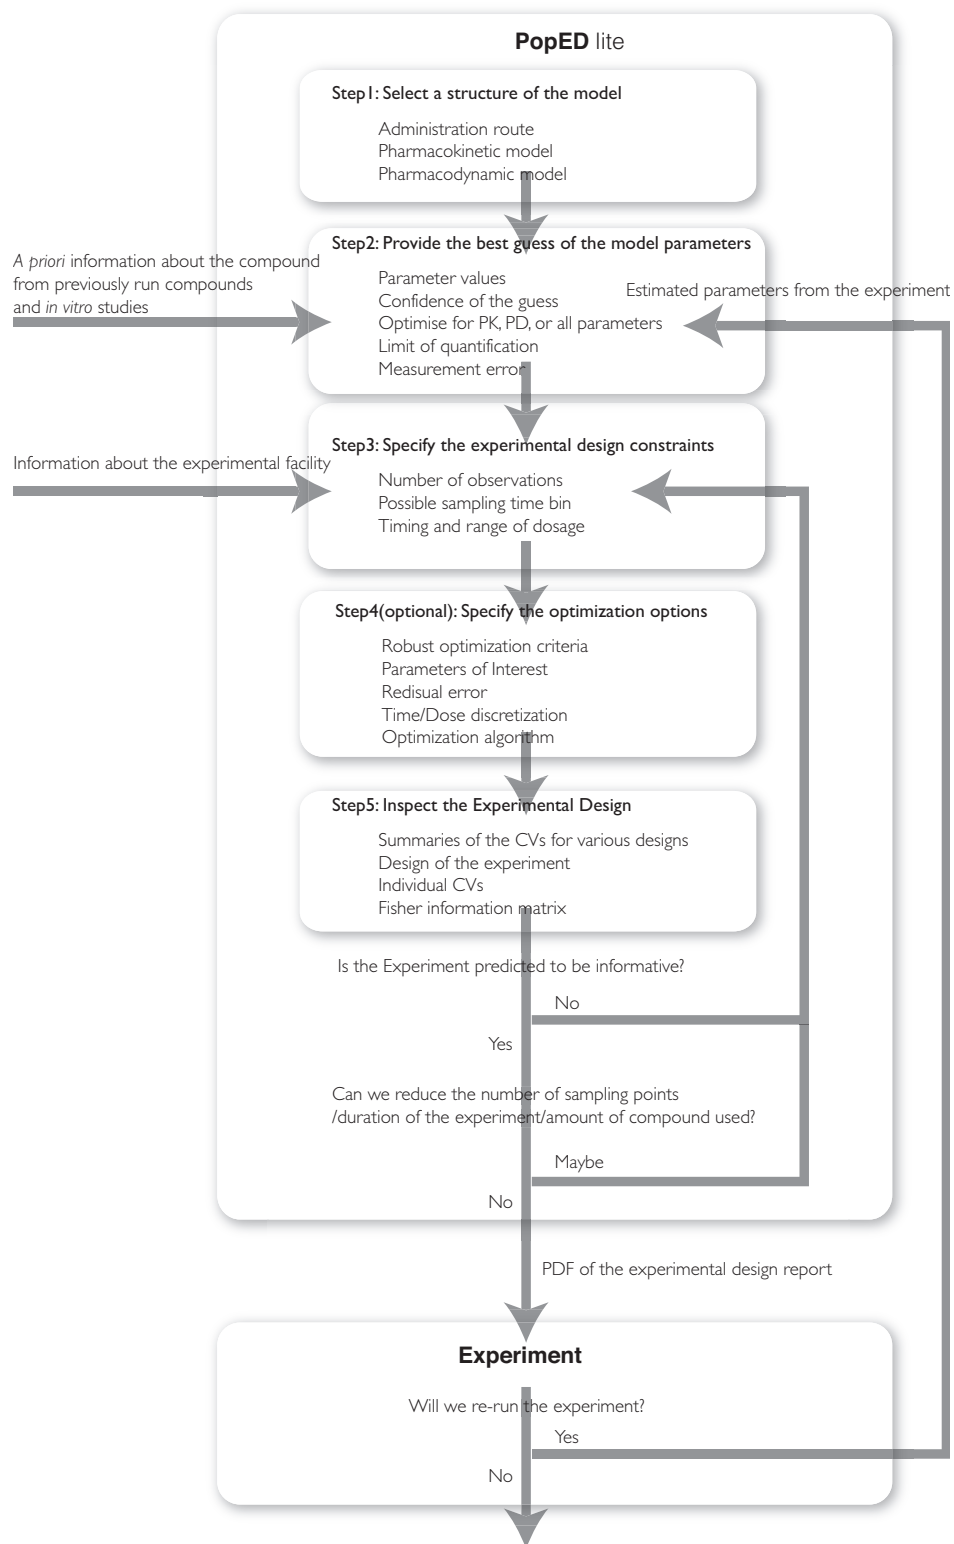 PopED lite
Step1: Select a structure of the model
Administration route
Pharmacokinetic model
Pharmacodynamic model
Step2: Provide the best guess of the model parameters
A priori information about the compound
from previously run compounds
and in vitro studies
Parameter values
Confidence of the guess
Optimise for PK, PD, or all parameters
Limit of quantification
Measurement error
Estimated parameters from the experiment
Step3: Specify the experimental design constraints
Information about the experimental facility
Number of observations
Possible sampling time bin
Timing and range of dosage
Step4(optional): Specify the optimization options
Robust optimization criteria
Parameters of Interest
Redisual error
Time/Dose discretization
Optimization algorithm
Step5: Inspect the Experimental Design
Summaries of the CVs for various designs
Design of the experiment
Individual CVs
Fisher information matrix
Is the Experiment predicted to be informative?
No
Yes
Can we reduce the number of sampling points
/duration of the experiment/amount of compound used?
Maybe
No
PDF of the experimental design report
Experiment
Will we re-run the experiment?
Yes
No